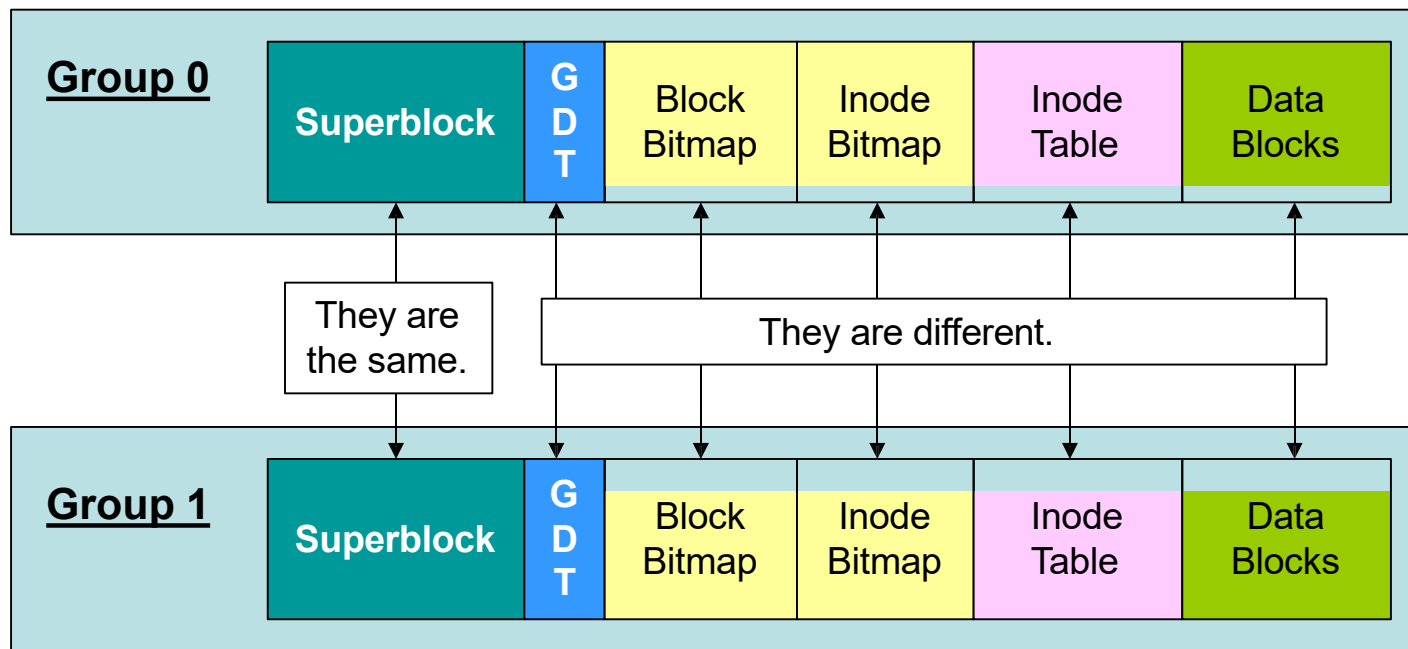 Group 0
Superblock
G
D
T
Block
Bitmap
Inode
Bitmap
Inode
Table
Data
Blocks
They are
the same.
They are different.
Group 1
Superblock
G
D
T
Block
Bitmap
Inode
Bitmap
Inode
Table
Data
Blocks